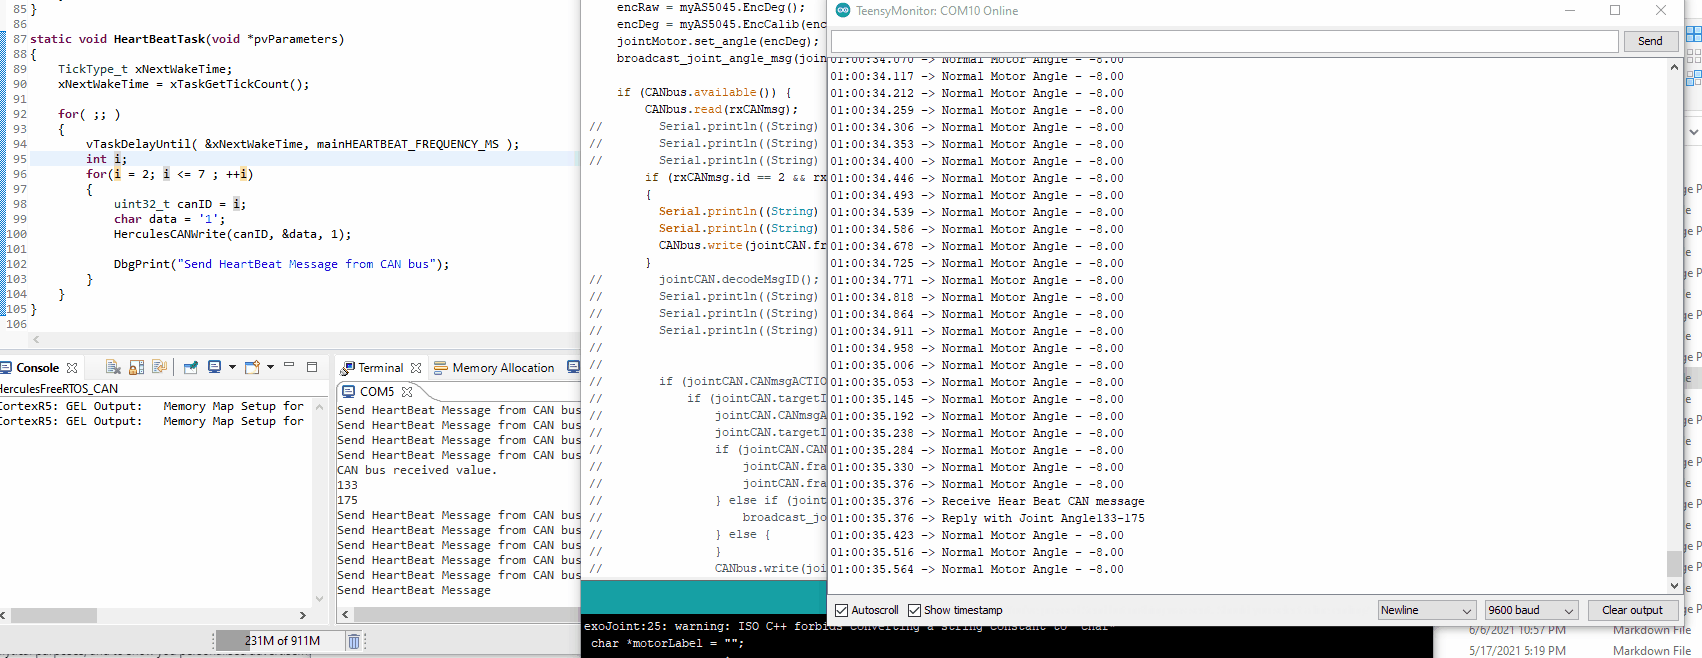 85 }
86
87 static void HeartBeatTask(void *pvParameters)
88 {
89 TickType_t xNextWakeTime;
90 xNextWakeTime = xTaskGetTickCount();
91
92 for( ;; )
93 {
94 vTaskDelayUntil( &xNextWakeTime, mainHEARTBEAT_FREQUENCY_MS );
95 int i;
96 for(i = 2; i <= 7 ; ++i)
97 {
98 uint32_t canID = i;
99 char data = '1';
100 HerculesCANWrite(canID, &data, 1);
101
102 DbgPrint("Send HeartBeat Message from CAN bus");
103 }
104 }
105 }
106
Console
HerculesFreeRTOS_CAN
CortexR5: GEL Output: Memory Map Setup for
CortexR5: GEL Output: Memory Map Setup for
231M of 911M
Terminal
Memory Allocation
COM5
Send HeartBeat Message from CAN bus
Send HeartBeat Message from CAN bus
Send HeartBeat Message from CAN bus
Send HeartBeat Message from CAN bus
CAN bus received value.
133
175
Send HeartBeat Message from CAN bus
Send HeartBeat Message from CAN bus
Send HeartBeat Message from CAN bus
Send HeartBeat Message from CAN bus
Send HeartBeat Message from CAN bus
Send HeartBeat Message
encRaw = myAS5045.EncDeg();
encDeg = myAS5045.EncCalib(enc
jointMotor.set_angle(encDeg);
broadcast_joint_angle_msg(join
if (CANbus.available()) {
CANbus.read(rxCANmsg);
// Serial.println((String)
// Serial.println((String)
// Serial.println((String)
if (rxCANmsg.id == 2 && rx
{
Serial.println((String)
Serial.println((String)
CANbus.write(jointCAN.fr
}
// jointCAN.decodeMsgID();
// Serial.println((String)
// Serial.println((String)
// Serial.println((String)
//
//
// if (jointCAN.CANmsgACTIO
// if (jointCAN.targetI
// jointCAN.CANmsgA
// jointCAN.targetI
// if (jointCAN.CAN
// jointCAN.fra
// jointCAN.fra
// } else if (joint
// broadcast_jo
// } else {
// }
// CANbus.write(joi
exoJoint:25: warning: ISO C++ forbids converting a string constant to 'char*'
char *motorLabel = "";
TeensyMonitor: COM10 Online
Send
01:00:34.070 -> Normal Motor Angle - -8.00
01:00:34.117 -> Normal Motor Angle - -8.00
01:00:34.212 -> Normal Motor Angle - -8.00
01:00:34.259 -> Normal Motor Angle - -8.00
01:00:34.306 -> Normal Motor Angle - -8.00
01:00:34.353 -> Normal Motor Angle - -8.00
01:00:34.400 -> Normal Motor Angle - -8.00
01:00:34.446 -> Normal Motor Angle - -8.00
01:00:34.493 -> Normal Motor Angle - -8.00
01:00:34.539 -> Normal Motor Angle - -8.00
01:00:34.586 -> Normal Motor Angle - -8.00
01:00:34.678 -> Normal Motor Angle - -8.00
01:00:34.725 -> Normal Motor Angle - -8.00
01:00:34.771 -> Normal Motor Angle - -8.00
01:00:34.818 -> Normal Motor Angle - -8.00
01:00:34.864 -> Normal Motor Angle - -8.00
01:00:34.911 -> Normal Motor Angle - -8.00
01:00:34.958 -> Normal Motor Angle - -8.00
01:00:35.006 -> Normal Motor Angle - -8.00
01:00:35.053 -> Normal Motor Angle - -8.00
01:00:35.145 -> Normal Motor Angle - -8.00
01:00:35.192 -> Normal Motor Angle - -8.00
01:00:35.238 -> Normal Motor Angle - -8.00
01:00:35.284 -> Normal Motor Angle - -8.00
01:00:35.330 -> Normal Motor Angle - -8.00
01:00:35.376 -> Normal Motor Angle - -8.00
01:00:35.376 -> Receive Hear Beat CAN message
01:00:35.376 -> Reply with Joint Angle133-175
01:00:35.423 -> Normal Motor Angle - -8.00
01:00:35.516 -> Normal Motor Angle - -8.00
01:00:35.564 -> Normal Motor Angle - -8.00
Autoscroll
Show timestamp
Newline
9600 baud
Clear output
6/6/2021 10:57 PM Markdown File
5/17/2021 5:19 PM Markdown File